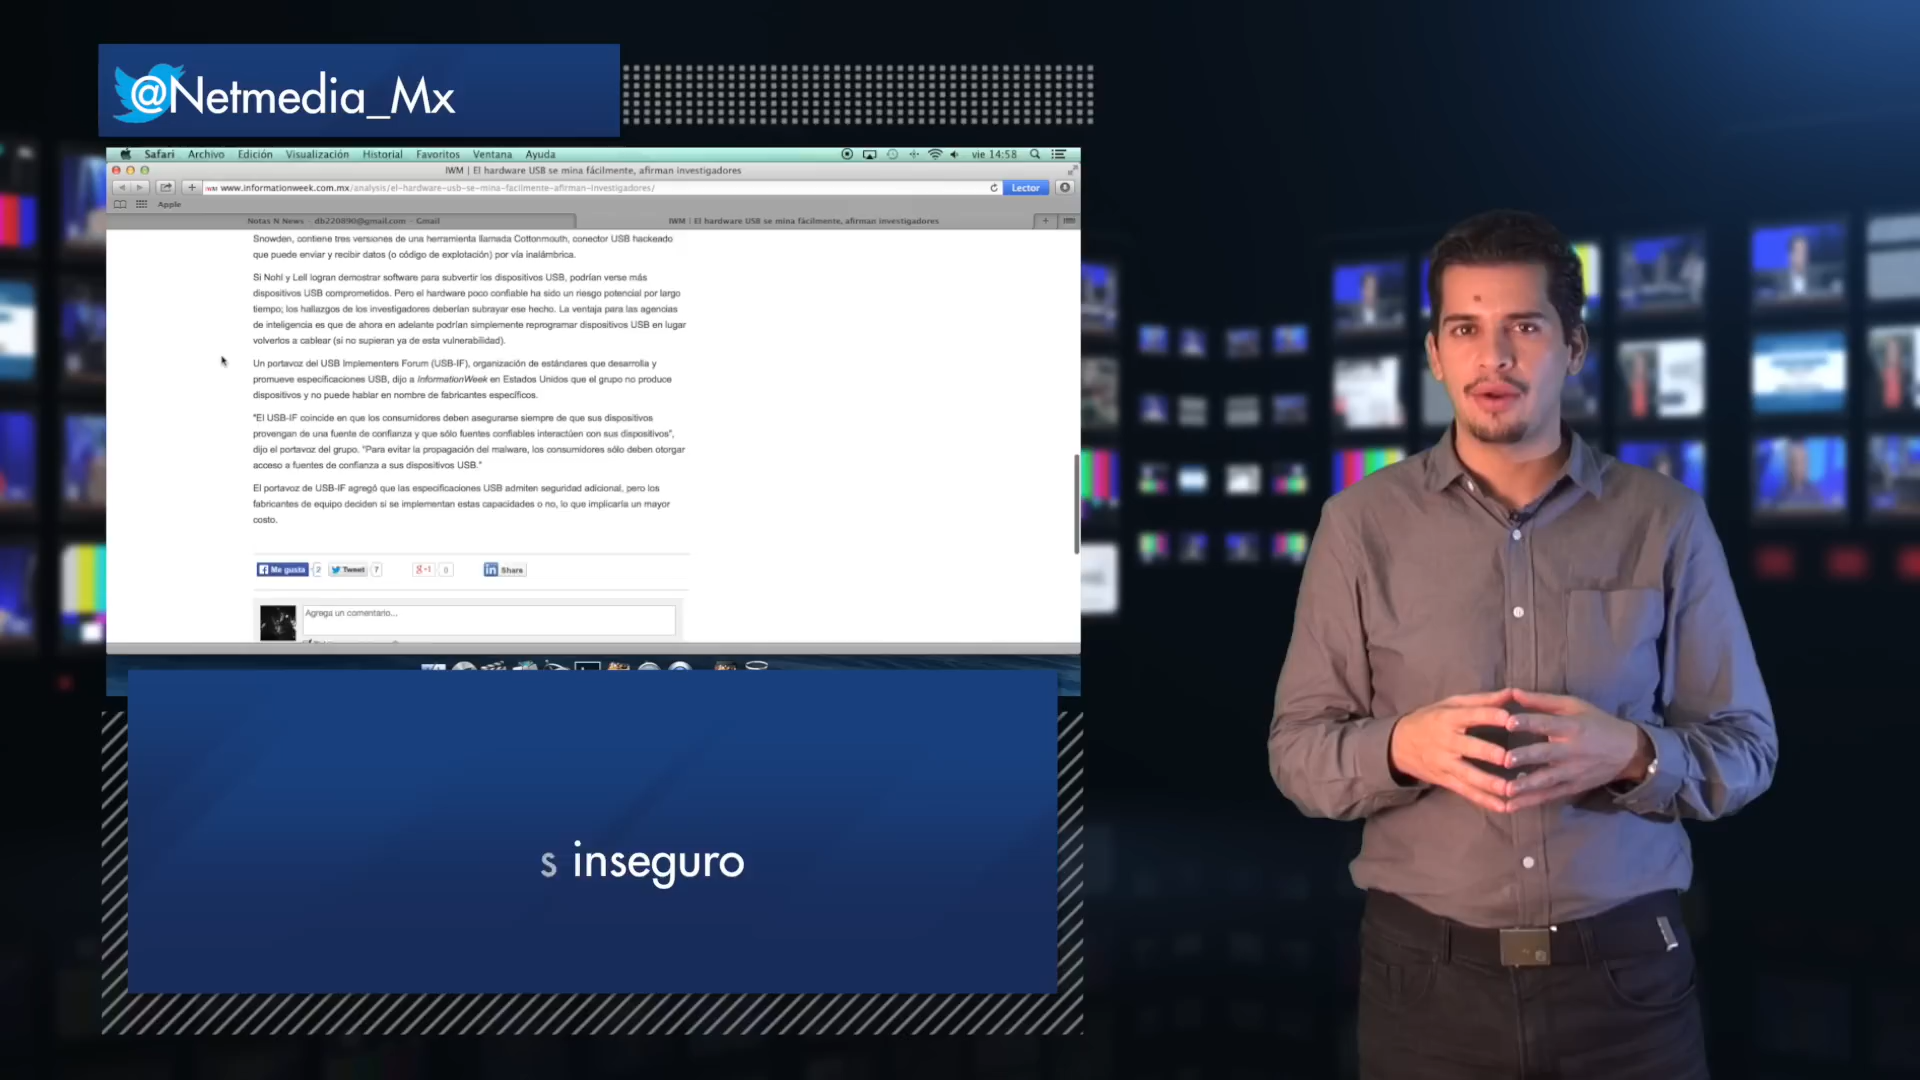 @Netmedia_Mx
Safari Archivo Edición Visualización Historial Favoritos Ventana Ayuda vie 14:58
IWM | El hardware USB se mina fácilmente, afirman investigadores
www.informationweek.com.mx/analysis/el-hardware-usb-se-mina-facilmente-afirman-investigadores/ Lector
Apple
Notas N News – db220890@gmail.com – Gmail IWM | El hardware USB se mina fácilmente, afirman investigadores
Snowden, contiene tres versiones de una herramienta llamada Cottonmouth, conector USB hackeado
que puede enviar y recibir datos (o código de explotación) por vía inalámbrica.
Si Nohl y Lell logran demostrar software para subvertir los dispositivos USB, podrían verse más
dispositivos USB comprometidos. Pero el hardware poco confiable ha sido un riesgo potencial por largo
tiempo; los hallazgos de los investigadores deberían subrayar ese hecho. La ventaja para las agencias
de inteligencia es que de ahora en adelante podrían simplemente reprogramar dispositivos USB en lugar
volverlos a cablear (si no supieran ya de esta vulnerabilidad).
Un portavoz del USB Implementers Forum (USB-IF), organización de estándares que desarrolla y
promueve especificaciones USB, dijo a InformationWeek en Estados Unidos que el grupo no produce
dispositivos y no puede hablar en nombre de fabricantes específicos.
"El USB-IF coincide en que los consumidores deben asegurarse siempre de que sus dispositivos
provengan de una fuente de confianza y que sólo fuentes confiables interactúen con sus dispositivos",
dijo el portavoz del grupo. "Para evitar la propagación del malware, los consumidores sólo deben otorgar
acceso a fuentes de confianza a sus dispositivos USB."
El portavoz de USB-IF agregó que las especificaciones USB admiten seguridad adicional, pero los
fabricantes de equipo deciden si se implementan estas capacidades o no, lo que implicaría un mayor
costo.
Me gusta 2 Tweet 7 g+1 0 in Share
Agrega un comentario...
s inseguro